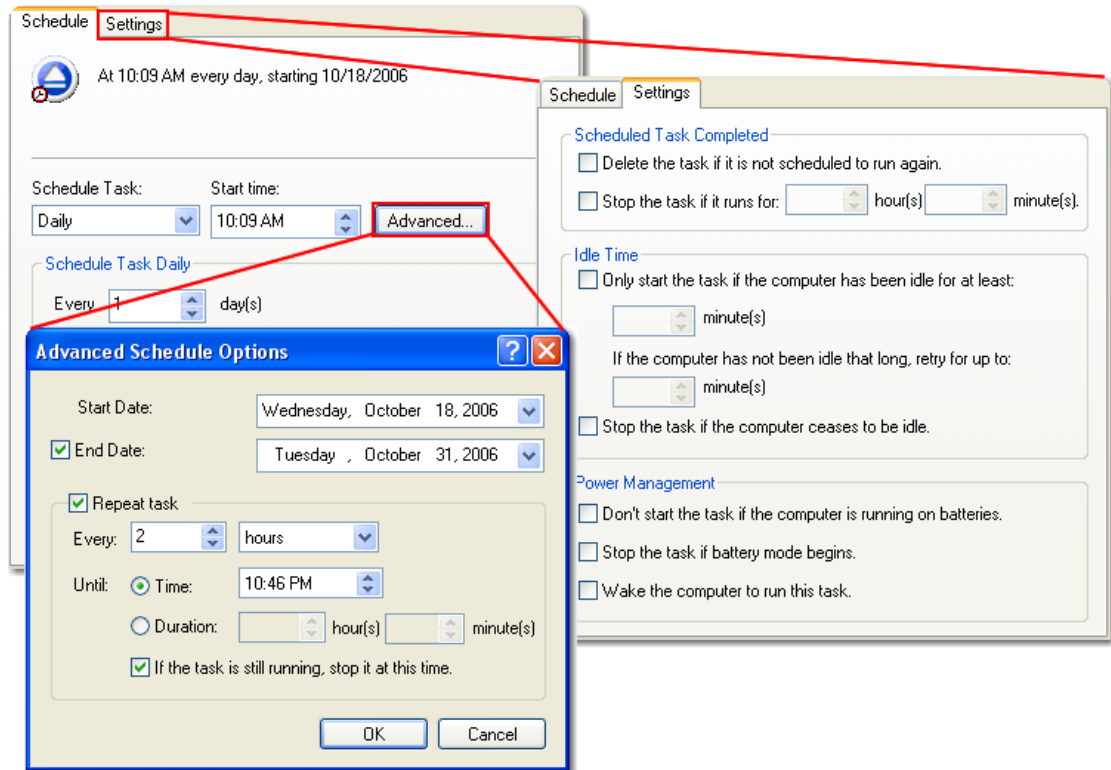 Schedule Settings
At 10:09 AM every day, starting 10/18/2006
Schedule Task: Start time:
Daily 10:09 AM Advanced...
Schedule Task Daily
Every 1 day(s)
Advanced Schedule Options
Start Date: Wednesday, October 18, 2006
End Date: Tuesday , October 31, 2006
Repeat task
Every: 2 hours
Until: Time: 10:46 PM
Duration: hour(s) minute(s)
If the task is still running, stop it at this time.
OK Cancel
Schedule Settings
Scheduled Task Completed
Delete the task if it is not scheduled to run again.
Stop the task if it runs for: hour(s) minute(s).
Idle Time
Only start the task if the computer has been idle for at least:
minute(s)
If the computer has not been idle that long, retry for up to:
minute(s)
Stop the task if the computer ceases to be idle.
Power Management
Don't start the task if the computer is running on batteries.
Stop the task if battery mode begins.
Wake the computer to run this task.